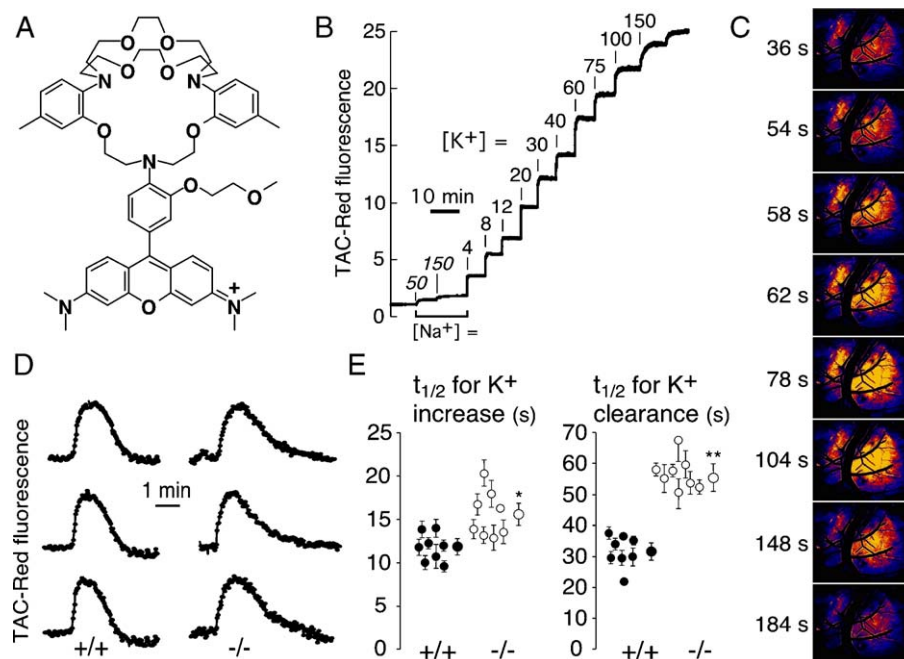 A
O O
O O
N N
O O
N
O O
N O N
+
B
TAC-Red fluorescence
25
20
15
10
5
0
[K+] =
10 min
4
8
12
20
30
40
60
75
100
150
50
150
[Na+] =
C
36 s
54 s
58 s
62 s
78 s
104 s
148 s
184 s
D
TAC-Red fluorescence
1 min
+/+ -/-
E
t1/2 for K+
increase (s)
25
20
15
10
5
0
*
+/+ -/-
t1/2 for K+
clearance (s)
70
60
50
40
30
20
10
0
**
+/+ -/-